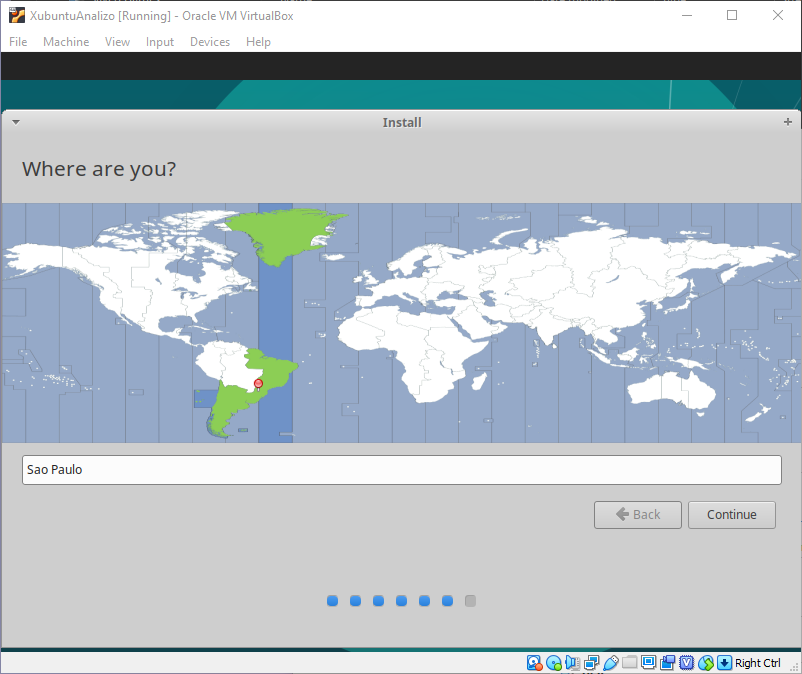 XubuntuAnalizo [Running] - Oracle VM VirtualBox
File Machine View Input Devices Help
Install
Where are you?
Sao Paulo
Back Continue
Right Ctrl